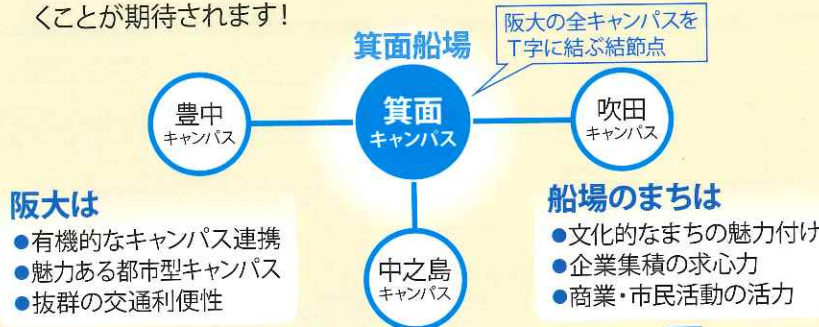 くことが期待されます!
箕面船場
阪大の全キャンパスを
T字に結ぶ結節点
豊中
キャンパス
箕面
キャンパス
吹田
キャンパス
阪大は
●有機的なキャンパス連携
●魅力ある都市型キャンパス
●抜群の交通利便性
中之島
キャンパス
船場のまちは
●文化的なまちの魅力付け
●企業集積の求心力
●商業・市民活動の活力